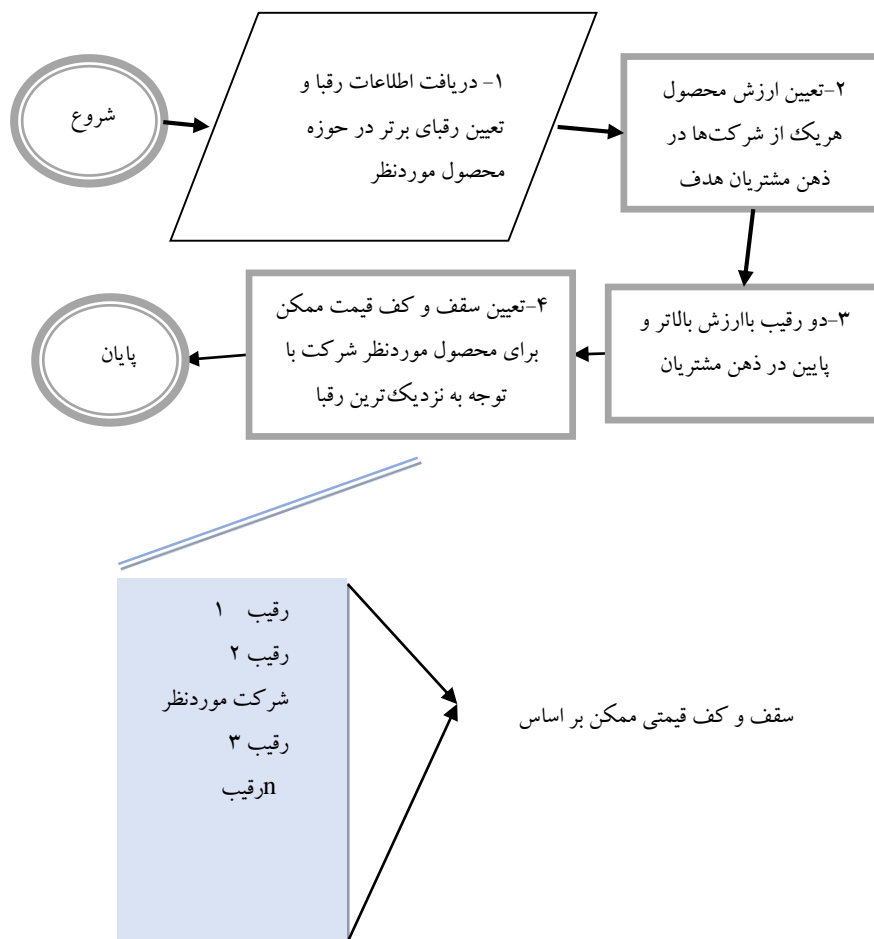 شروع
۱- دریافت اطلاعات رقبا و
تعیین رقبای برتر در حوزه
محصول موردنظر
۲-تعیین ارزش محصول
هریک از شرکت‌ها در
ذهن مشتریان هدف
۳-دو رقیب باارزش بالاتر و
پایین در ذهن مشتریان
۴-تعیین سقف و کف قیمت ممکن
برای محصول موردنظر شرکت با
توجه به نزدیک‌ترین رقبا
پایان
رقیب ۱
رقیب ۲
شرکت موردنظر
رقیب ۳
رقیبn
سقف و کف قیمتی ممکن بر اساس